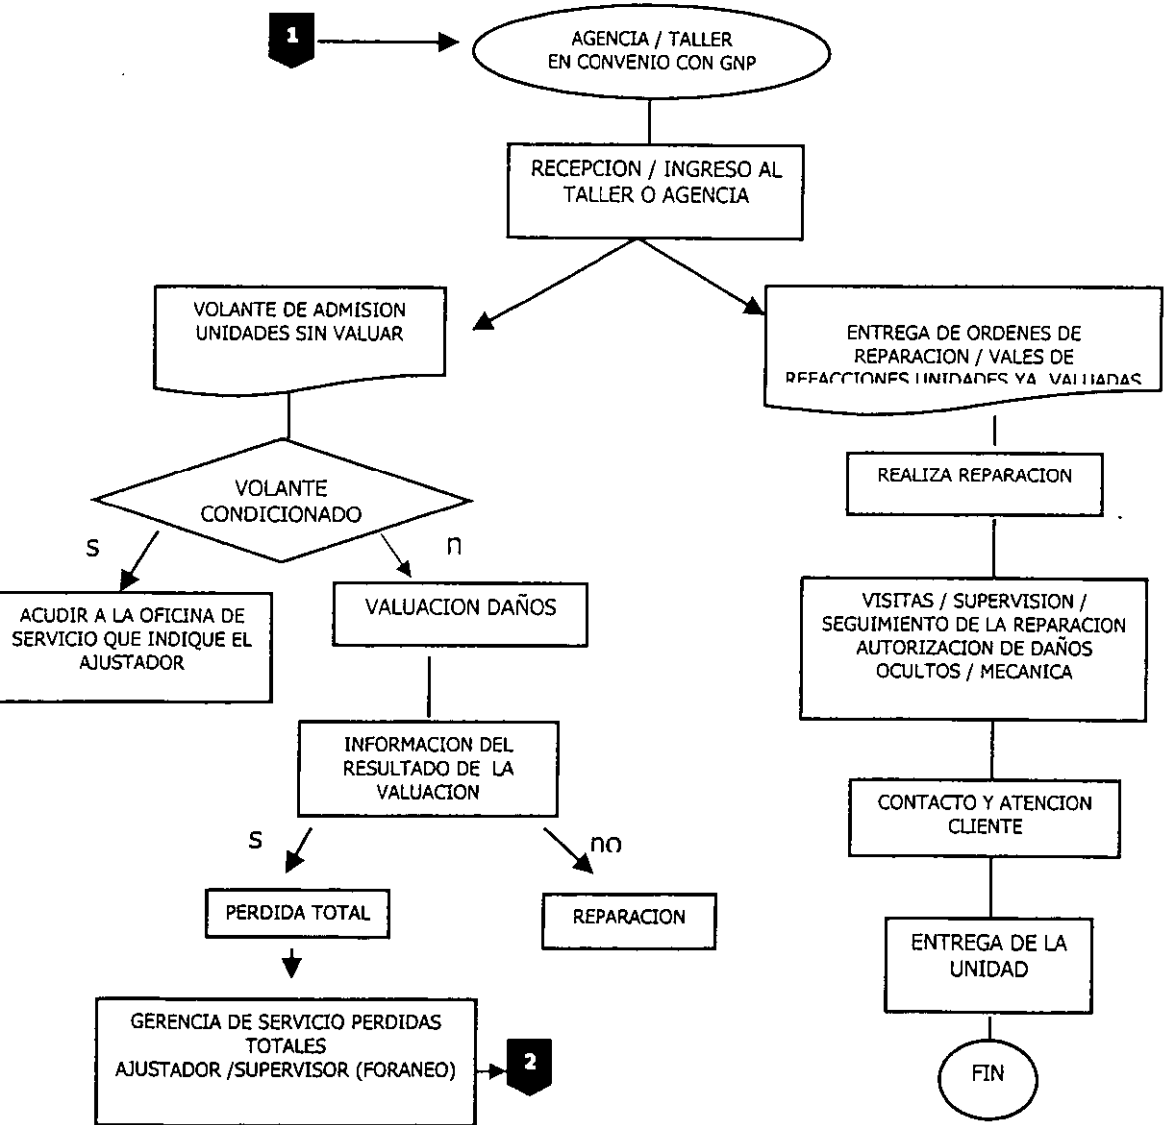 1
AGENCIA / TALLER
EN CONVENIO CON GNP
RECEPCION / INGRESO AL
TALLER O AGENCIA
VOLANTE DE ADMISION
UNIDADES SIN VALUAR
ENTREGA DE ORDENES DE
REPARACION / VALES DE
REFACCIONES UNIDADES YA VALUADAS
VOLANTE
CONDICIONADO
s
n
REALIZA REPARACION
ACUDIR A LA OFICINA DE
SERVICIO QUE INDIQUE EL
AJUSTADOR
VALUACION DAÑOS
VISITAS / SUPERVISION /
SEGUIMIENTO DE LA REPARACION
AUTORIZACION DE DAÑOS
OCULTOS / MECANICA
INFORMACION DEL
RESULTADO DE LA
VALUACION
CONTACTO Y ATENCION
CLIENTE
s
no
PERDIDA TOTAL
REPARACION
ENTREGA DE LA
UNIDAD
GERENCIA DE SERVICIO PERDIDAS
TOTALES
AJUSTADOR /SUPERVISOR (FORANEO)
2
FIN